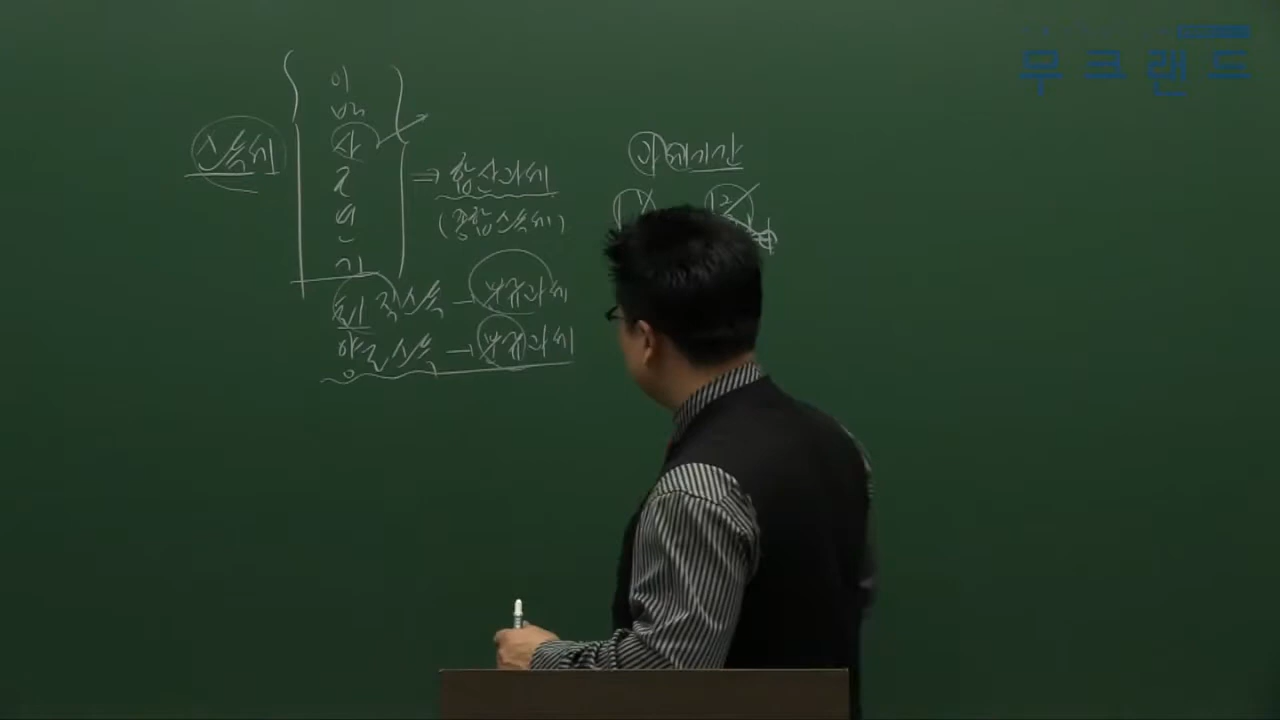 무크랜드
소득세
이
배
사
근
연
기
⇒ 합산과세
(종합소득세)
퇴직소득 → 분류과세
양도소득 → 분류과세
과세기간